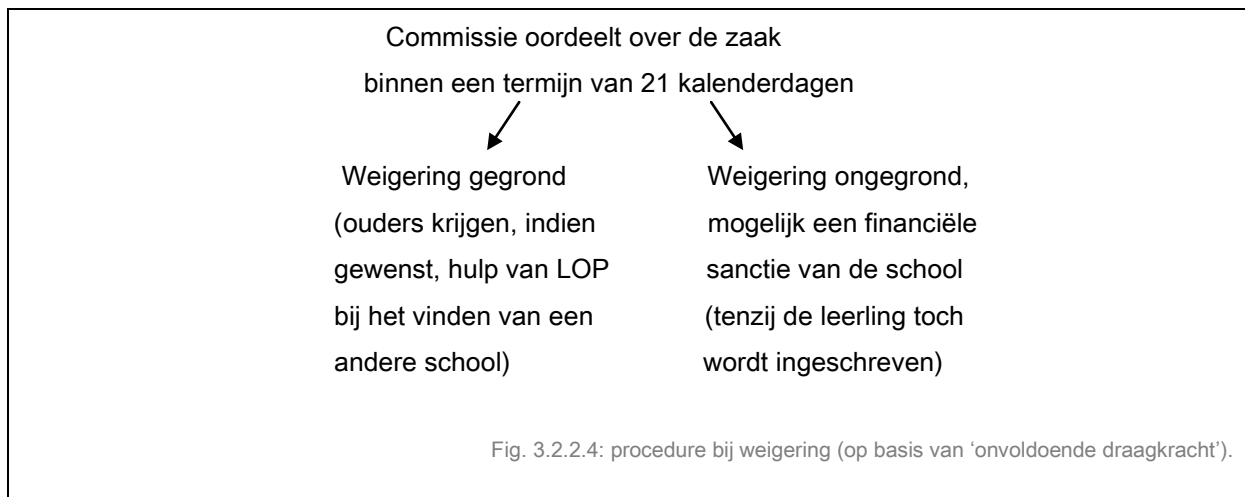 Commissie oordeelt over de zaak
binnen een termijn van 21 kalenderdagen
Weigering gegrond
(ouders krijgen, indien
gewenst, hulp van LOP
bij het vinden van een
andere school)
Weigering ongegrond,
mogelijk een financiële
sanctie van de school
(tenzij de leerling toch
wordt ingeschreven)
Fig. 3.2.2.4: procedure bij weigering (op basis van ‘onvoldoende draagkracht’).